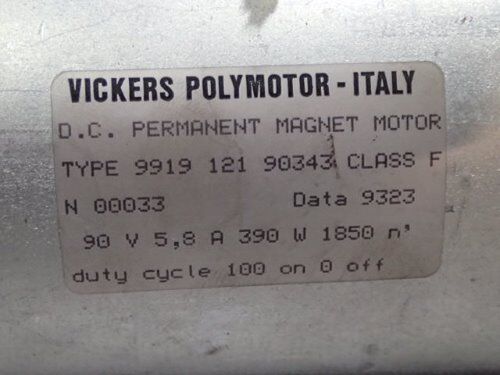 VICKERS POLYMOTOR - ITALY
D.C. PERMANENT MAGNET MOTOR
TYPE 9919 121 90343 CLASS F
N 00033 Data 9323
90 V 5,8 A 390 W 1850 n'
duty cycle 100 on 0 off